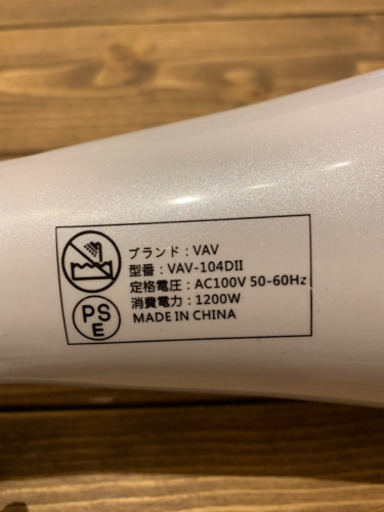 ブランド：VAV
型番：VAV-104DII
定格電圧：AC100V 50-60Hz
消費電力：1200W
MADE IN CHINA
PS
E